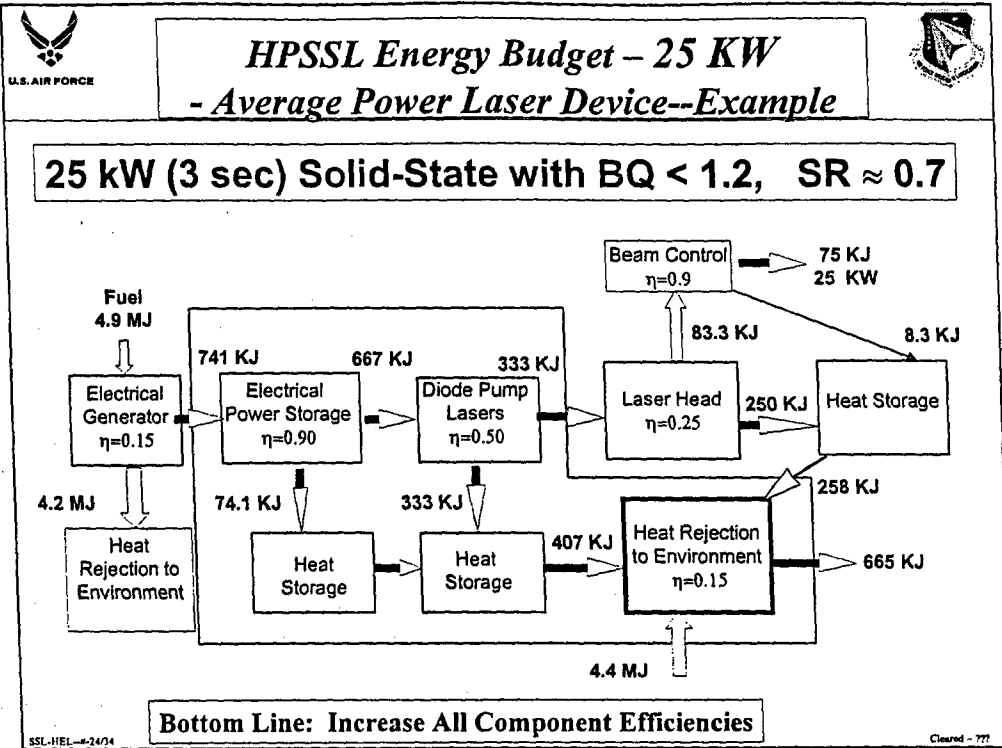 U.S. AIR FORCE
HPSSL Energy Budget – 25 KW
- Average Power Laser Device--Example
25 kW (3 sec) Solid-State with BQ < 1.2, SR ≈ 0.7
Beam Control
η=0.9
75 KJ
25 KW
Fuel
4.9 MJ
83.3 KJ
8.3 KJ
741 KJ
667 KJ
333 KJ
Electrical
Generator
η=0.15
Electrical
Power Storage
η=0.90
Diode Pump
Lasers
η=0.50
Laser Head
η=0.25
250 KJ
Heat Storage
4.2 MJ
74.1 KJ
333 KJ
258 KJ
Heat
Rejection to
Environment
Heat
Storage
Heat
Storage
407 KJ
Heat Rejection
to Environment
η=0.15
665 KJ
4.4 MJ
Bottom Line: Increase All Component Efficiencies
SSL-HEL--#-24/34
Cleared - ???